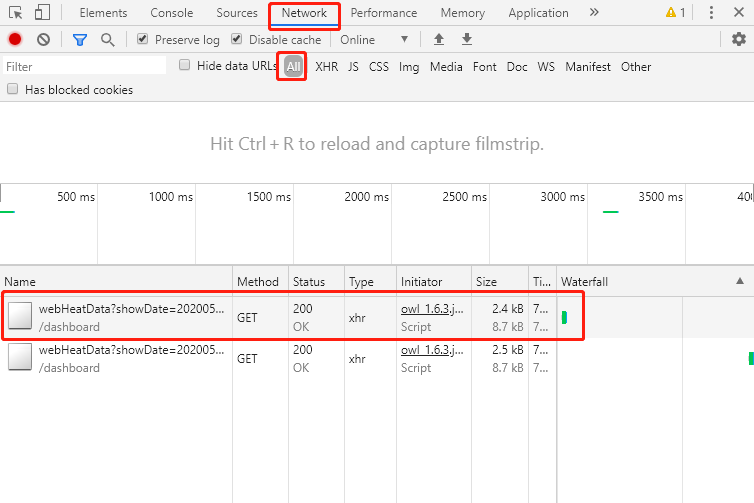 Elements Console Sources Network Performance Memory Application » 1
Preserve log Disable cache Online
Filter Hide data URLs All XHR JS CSS Img Media Font Doc WS Manifest Other
Has blocked cookies
Hit Ctrl + R to reload and capture filmstrip.
500 ms 1000 ms 1500 ms 2000 ms 2500 ms 3000 ms 3500 ms 400
Name Method Status Type Initiator Size Ti... Waterfall
webHeatData?showDate=202005... GET 200 xhr owl_1.6.3.j... 2.4 kB 7...
/dashboard OK Script 8.7 kB 7...
webHeatData?showDate=202005... GET 200 xhr owl_1.6.3.j... 2.5 kB 7...
/dashboard OK Script 8.7 kB 7...